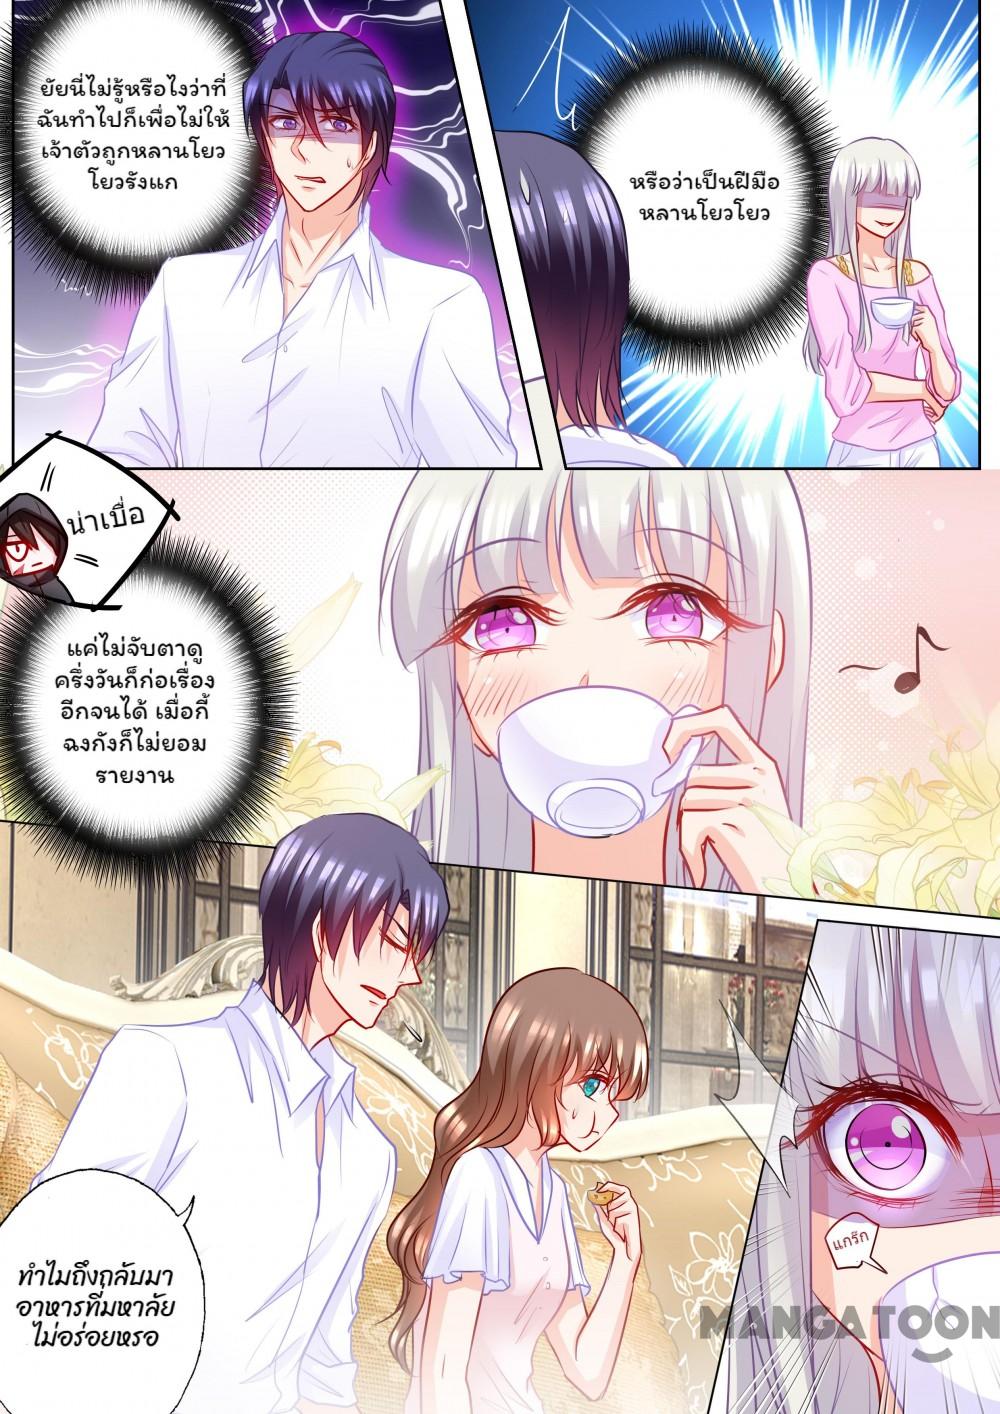 ยัยนี่ไม่รู้หรือไงว่าที่
ฉันทำไปก็เพื่อไม่ให้
เจ้าตัวถูกหลานโยว
โยวรังแก
หรือว่าเป็นฝีมือ
หลานโยวโยว
น่าเบื่อ
แค่ไม่จับตาดู
ครึ่งวันก็ก่อเรื่อง
อีกจนได้ เมื่อกี้
ฉงกังก็ไม่ยอม
รายงาน
แกร๊ก
ทำไมถึงกลับมา
อาหารที่มหาลัย
ไม่อร่อยหรอ
MANGATOON